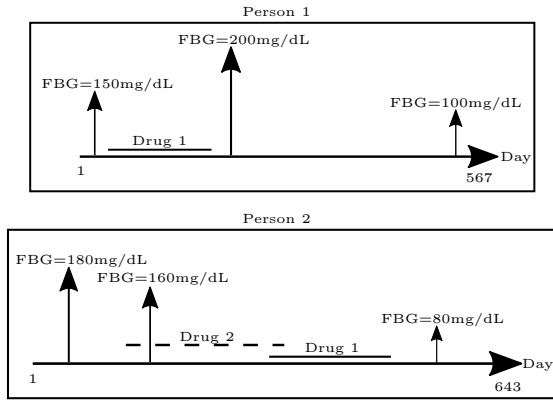 Person 1
FBG=200mg/dL
FBG=150mg/dL
FBG=100mg/dL
Drug 1
Day
1
567
Person 2
FBG=180mg/dL
FBG=160mg/dL
FBG=80mg/dL
Drug 2
Drug 1
Day
1
643